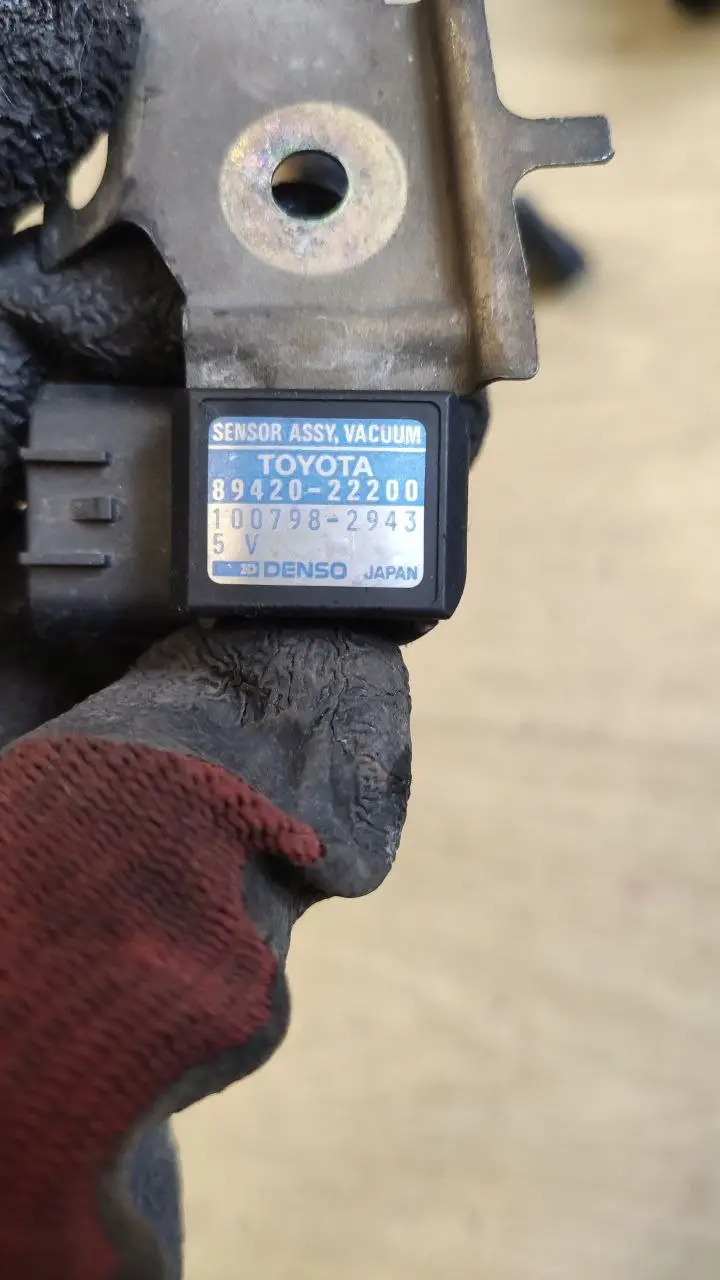 SENSOR ASSY, VACUUM
TOYOTA
89420-22200
100798-2943
5 V
DENSO JAPAN